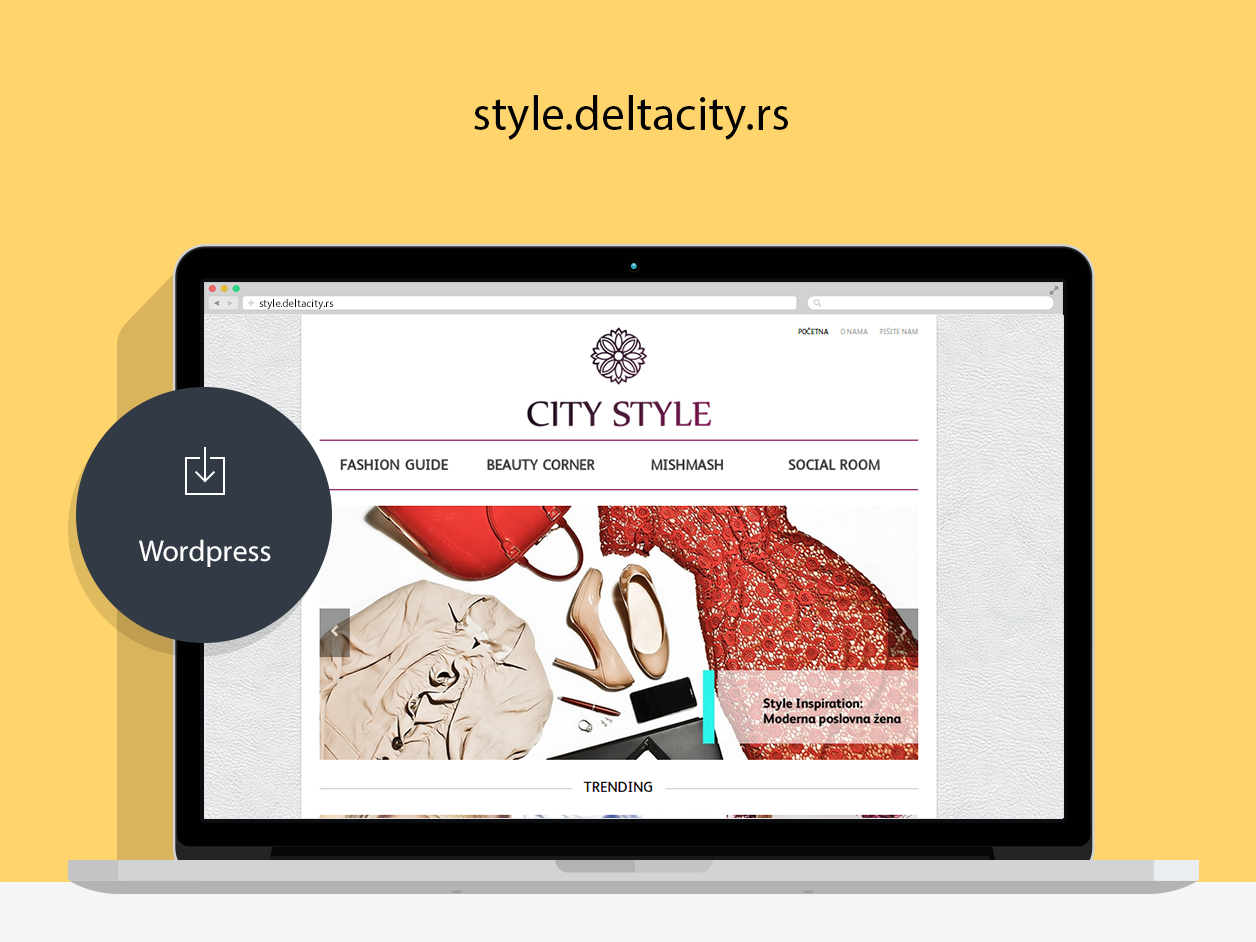 style.deltacity.rs
style.deltacity.rs
POČETNA O NAMA PIŠITE NAM
CITY STYLE
FASHION GUIDE BEAUTY CORNER MISHMASH SOCIAL ROOM
Wordpress
Style Inspiration:
Moderna poslovna žena
TRENDING